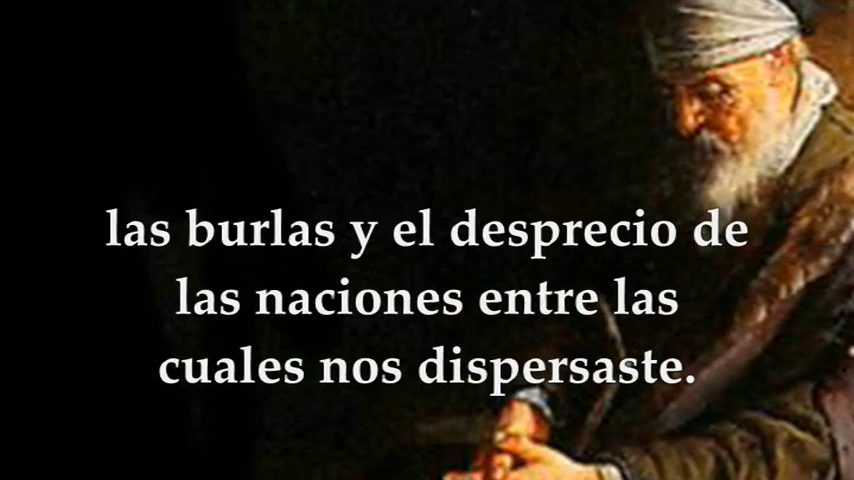 las burlas y el desprecio de
las naciones entre las
cuales nos dispersaste.